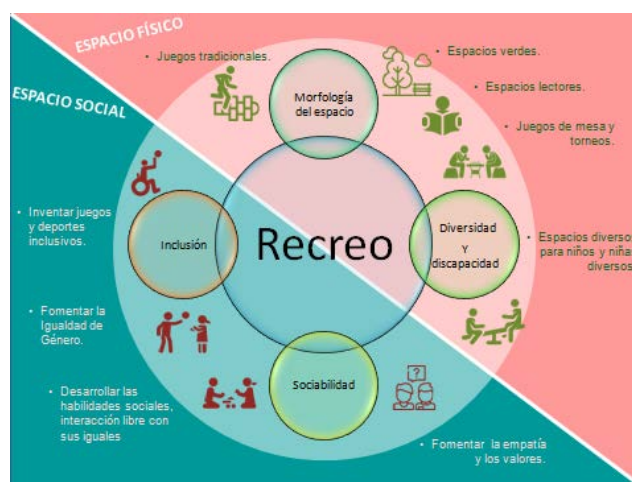 ESPACIO FÍSICO
ESPACIO SOCIAL
• Juegos tradicionales.
• Espacios verdes.
• Espacios lectores.
• Juegos de mesa y
torneos.
Morfología
del espacio
• Inventar juegos
y deportes
inclusivos.
Inclusión
Recreo
Diversidad
Y
discapacidad
• Espacios diverso
para niños y niña
diversos
• Fomentar la
Igualdad de
Género.
Sociabilidad
?
• Desarrollar las
habilidades sociales,
interacción libre con
sus iguales
• Fomentar la empatía
y los valores.